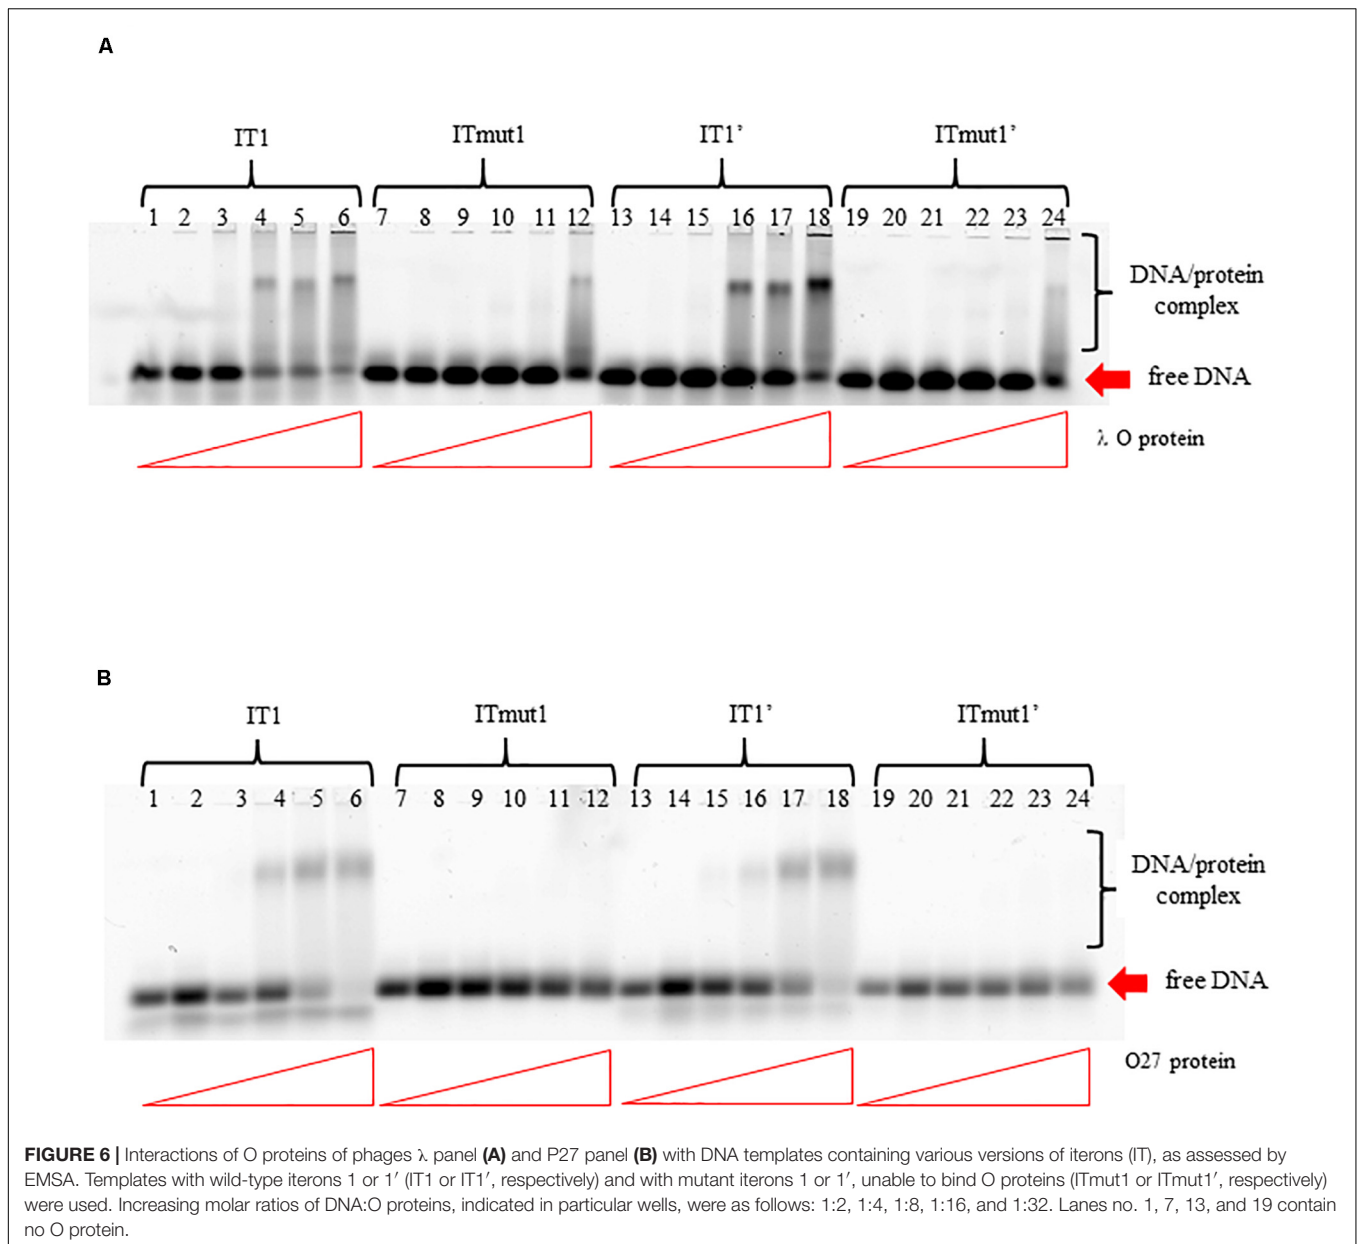 A
IT1 ITmut1 IT1’ ITmut1’
1 2 3 4 5 6 7 8 9 10 11 12 13 14 15 16 17 18 19 20 21 22 23 24
DNA/protein
complex
free DNA
λ O protein
B
IT1 ITmut1 IT1’ ITmut1’
1 2 3 4 5 6 7 8 9 10 11 12 13 14 15 16 17 18 19 20 21 22 23 24
DNA/protein
complex
free DNA
O27 protein
FIGURE 6 | Interactions of O proteins of phages λ panel (A) and P27 panel (B) with DNA templates containing various versions of iterons (IT), as assessed by
EMSA. Templates with wild-type iterons 1 or 1′ (IT1 or IT1′, respectively) and with mutant iterons 1 or 1′, unable to bind O proteins (ITmut1 or ITmut1′, respectively)
were used. Increasing molar ratios of DNA:O proteins, indicated in particular wells, were as follows: 1:2, 1:4, 1:8, 1:16, and 1:32. Lanes no. 1, 7, 13, and 19 contain
no O protein.